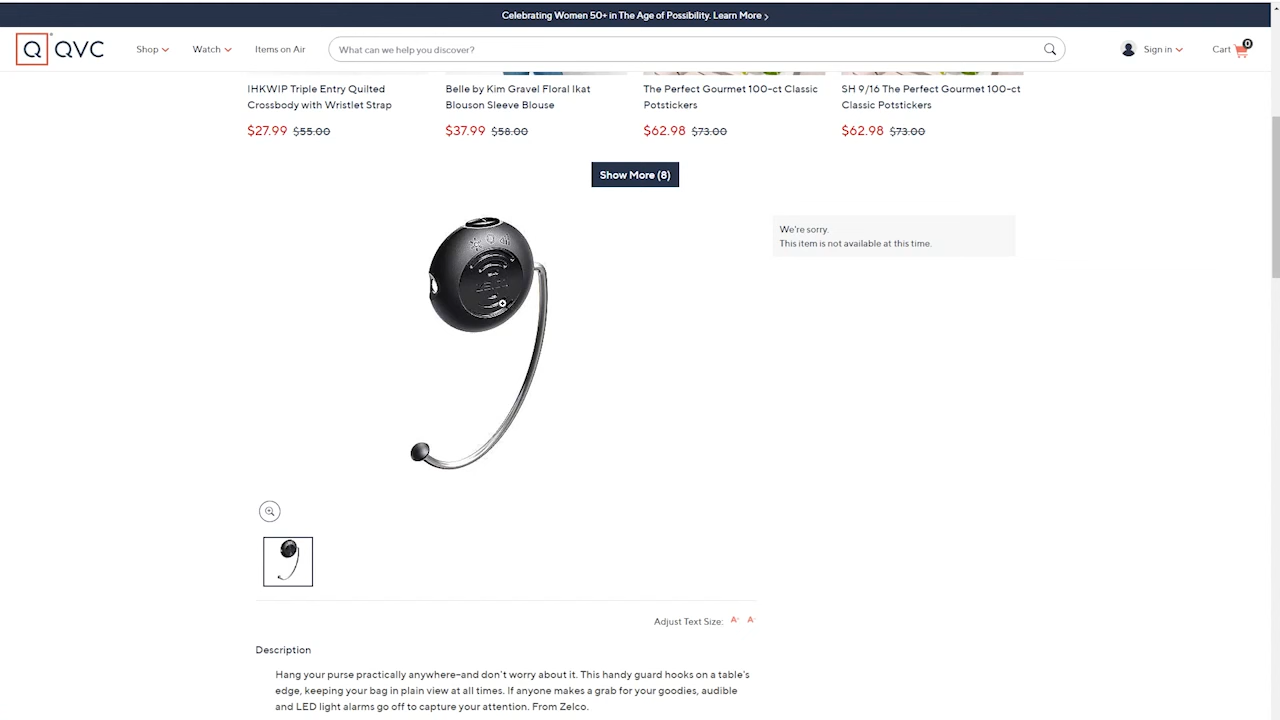 Celebrating Women 50+ in The Age of Possibility. Learn More >
Q QVC
Shop
Watch
Items on Air
What can we help you discover?
Sign in
Cart
0
IHKWIP Triple Entry Quilted
Crossbody with Wristlet Strap
$27.99 $55.00
Belle by Kim Gravel Floral Ikat
Blouson Sleeve Blouse
$37.99 $58.00
The Perfect Gourmet 100-ct Classic
Potstickers
$62.98 $73.00
SH 9/16 The Perfect Gourmet 100-ct
Classic Potstickers
$62.98 $73.00
Show More (8)
We're sorry.
This item is not available at this time.
Adjust Text Size: A+ A-
Description
Hang your purse practically anywhere–and don't worry about it. This handy guard hooks on a table's
edge, keeping your bag in plain view at all times. If anyone makes a grab for your goodies, audible
and LED light alarms go off to capture your attention. From Zelco.